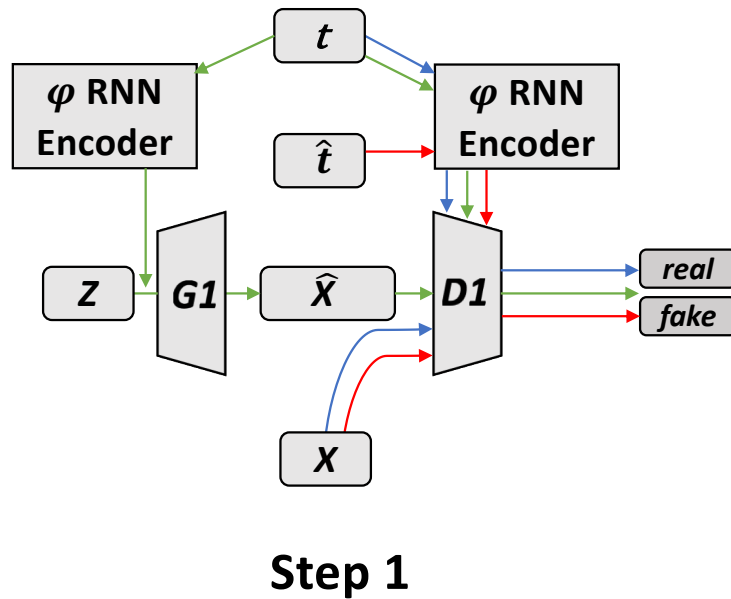 t
φ RNN
Encoder
φ RNN
Encoder
t̂
Z
G1
X̂
D1
real
fake
X
Step 1